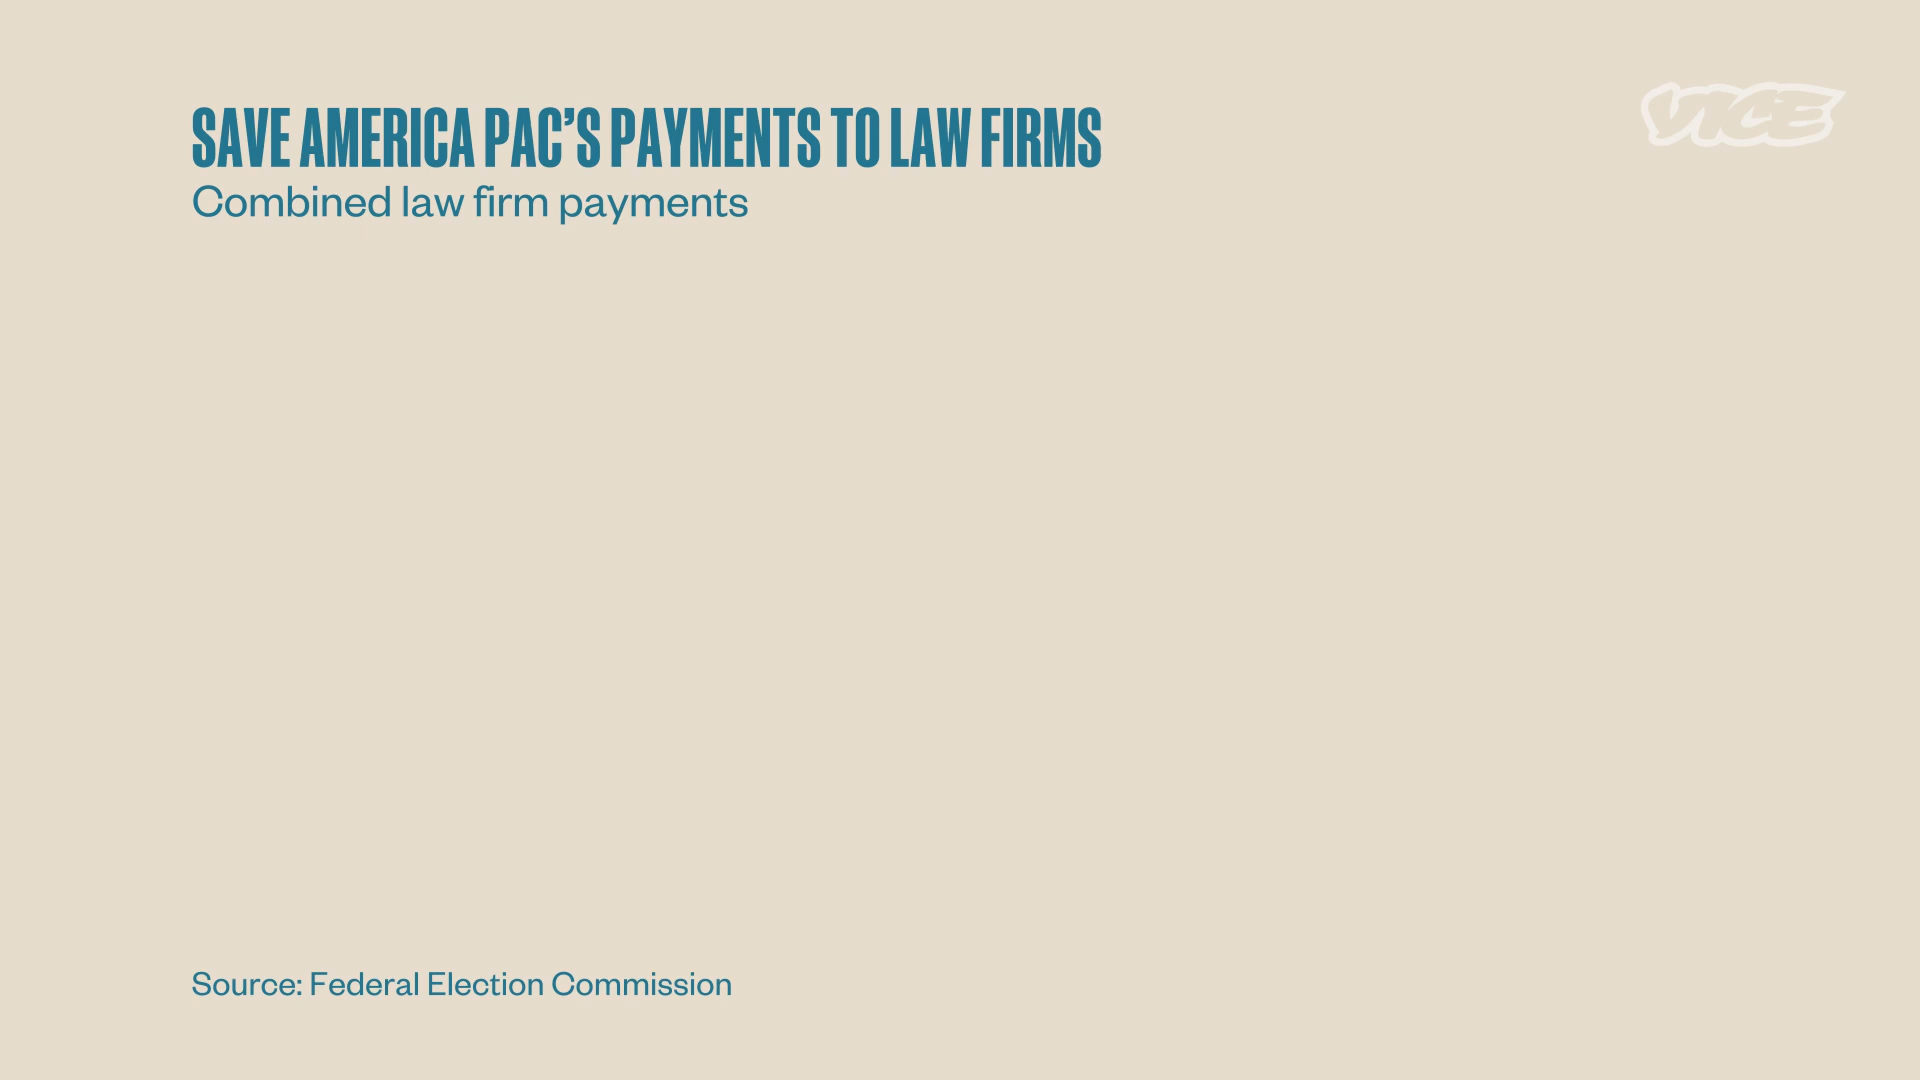 SAVE AMERICA PAC’S PAYMENTS TO LAW FIRMS
VICE
Combined law firm payments
Source: Federal Election Commission